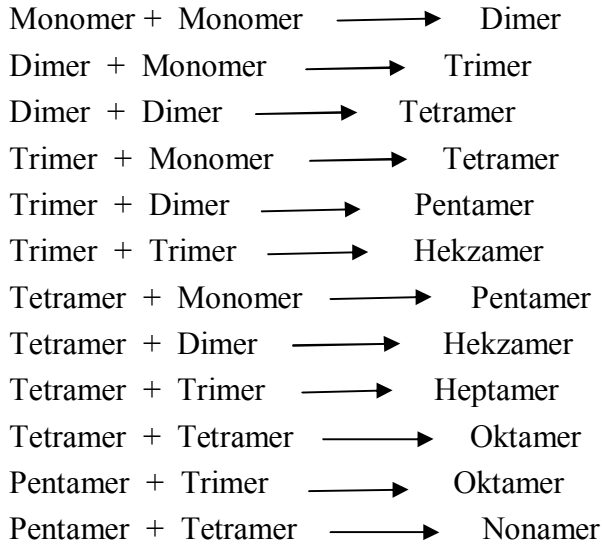 Monomer + Monomer ⟶ Dimer
Dimer + Monomer ⟶ Trimer
Dimer + Dimer ⟶ Tetramer
Trimer + Monomer ⟶ Tetramer
Trimer + Dimer ⟶ Pentamer
Trimer + Trimer ⟶ Hekzamer
Tetramer + Monomer ⟶ Pentamer
Tetramer + Dimer ⟶ Hekzamer
Tetramer + Trimer ⟶ Heptamer
Tetramer + Tetramer ⟶ Oktamer
Pentamer + Trimer ⟶ Oktamer
Pentamer + Tetramer ⟶ Nonamer